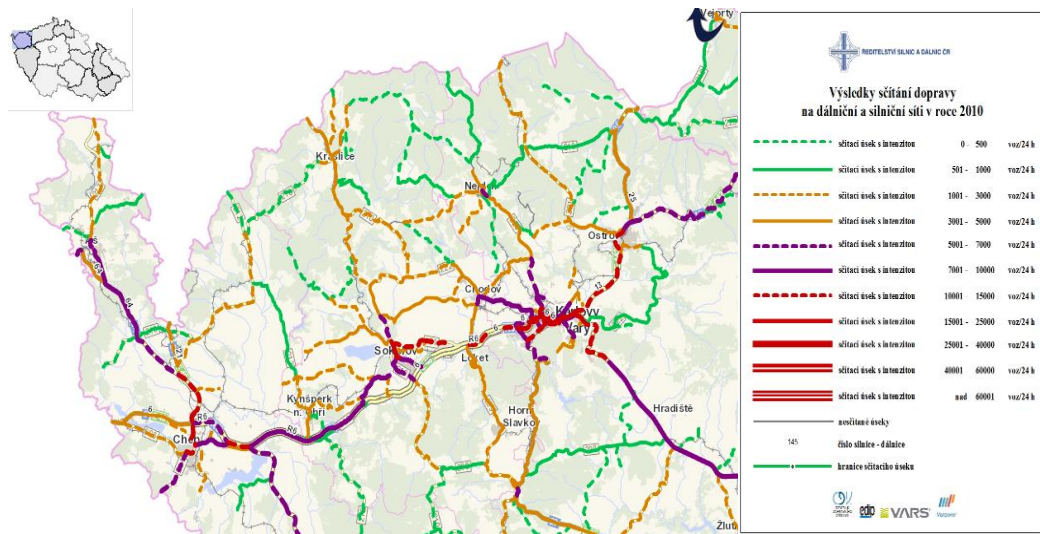 Vejprty
Kraslice
Nejdek
Ostrov
Chodov
Karlovy
Vary
Sokolov
Loket
Kynšperk
n. Ohří
Horní
Slavkov
Hradiště
Cheb
Žlut
64
64
21
6
R6
R6
R6
6
6
6
13
25
ŘEDITELSTVÍ SILNIC A DÁLNIC ČR
Výsledky sčítání dopravy
na dálniční a silniční síti v roce 2010
sčítací úsek s intenzitou 0 - 500 voz/24 h
sčítací úsek s intenzitou 501 - 1000 voz/24 h
sčítací úsek s intenzitou 1001 - 3000 voz/24 h
sčítací úsek s intenzitou 3001 - 5000 voz/24 h
sčítací úsek s intenzitou 5001 - 7000 voz/24 h
sčítací úsek s intenzitou 7001 - 10000 voz/24 h
sčítací úsek s intenzitou 10001 15000 voz/24 h
sčítací úsek s intenzitou 15001 - 25000 voz/24 h
sčítací úsek s intenzitou 25001 - 40000 voz/24 h
sčítací úsek s intenzitou 40001 60000 voz/24 h
sčítací úsek s intenzitou nad 60001 voz/24 h
nesčítané úseky
145 číslo silnice - dálnice
hranice sčítacího úseku
edip
VARS